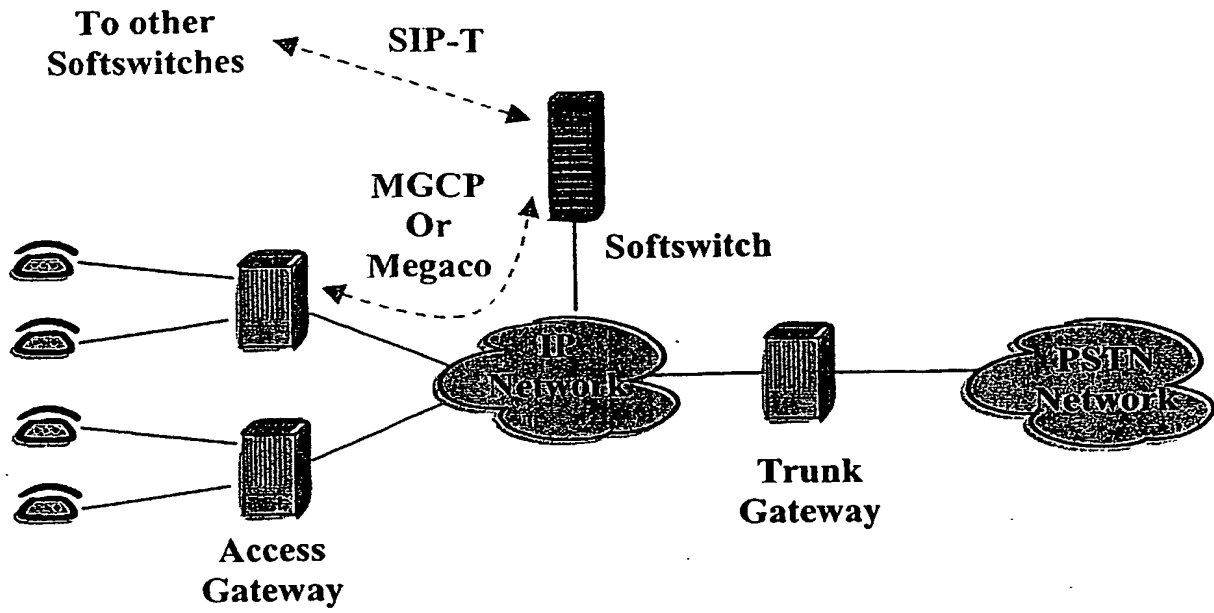 To other
Softswitches
SIP-T
MGCP
Or
Megaco
Softswitch
IP
Network
PSTN
Network
Trunk
Gateway
Access
Gateway